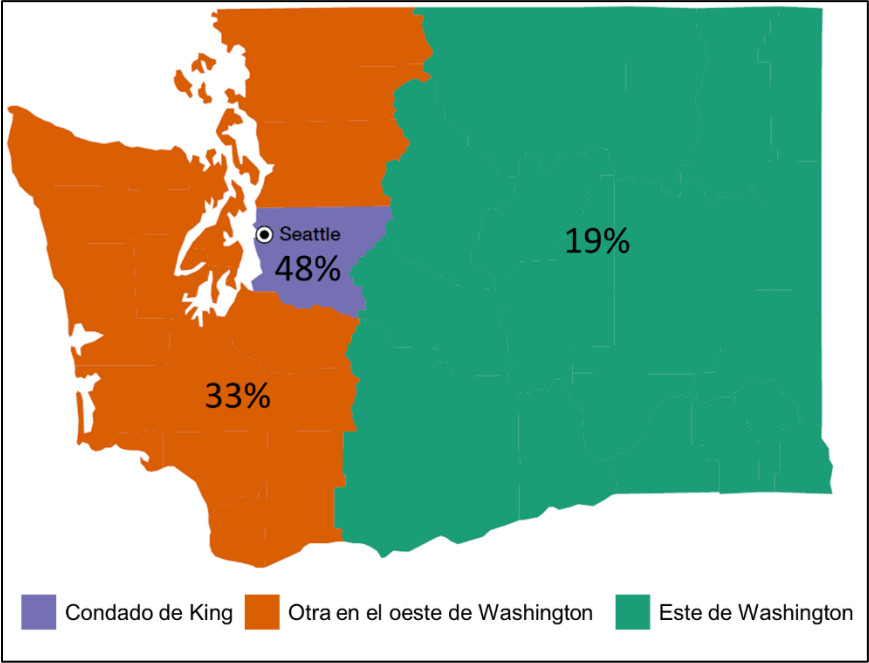 Seattle
48%
19%
33%
Condado de King
Otra en el oeste de Washington
Este de Washington